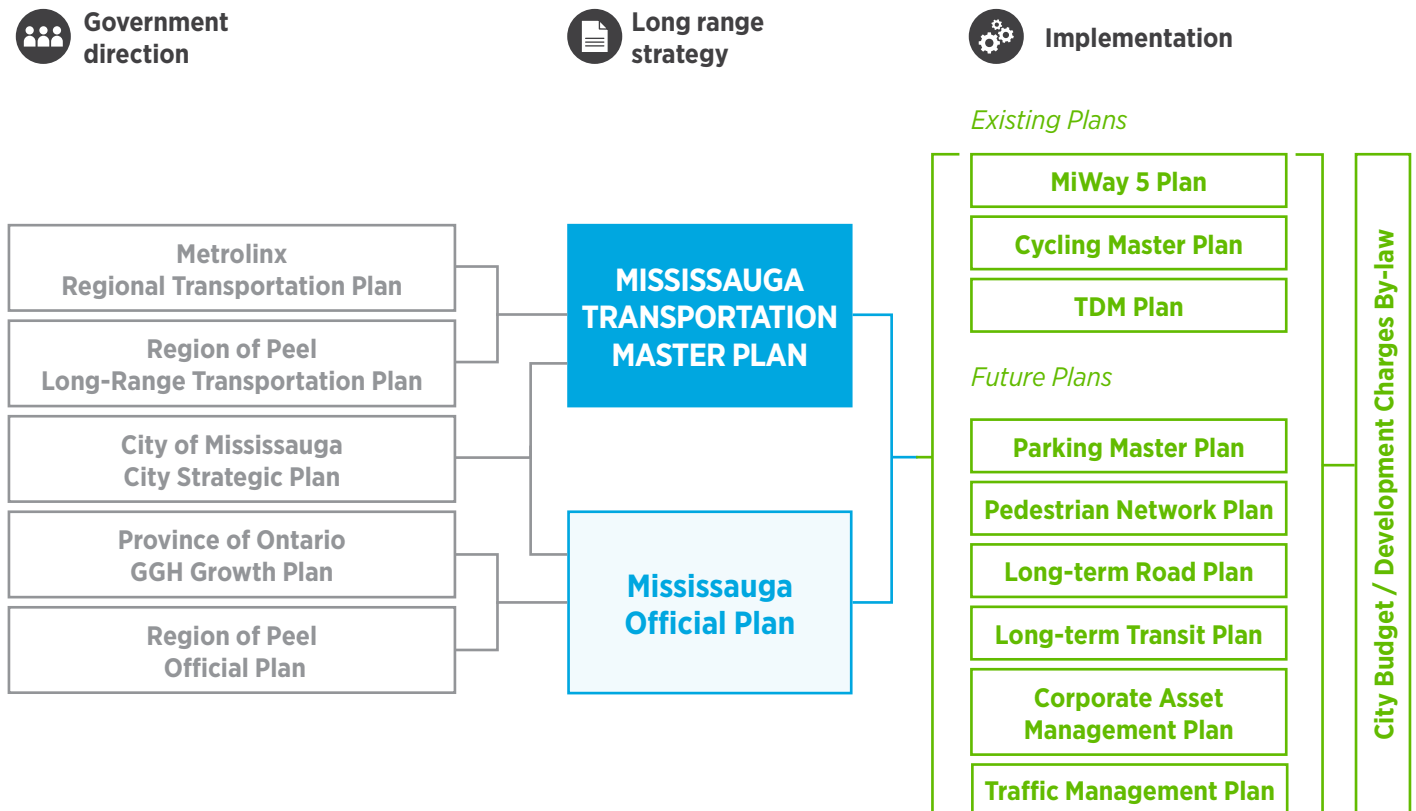 Government
direction
Long range
strategy
Implementation
Metrolinx
Regional Transportation Plan
Region of Peel
Long-Range Transportation Plan
City of Mississauga
City Strategic Plan
Province of Ontario
GGH Growth Plan
Region of Peel
Official Plan
MISSISSAUGA
TRANSPORTATION
MASTER PLAN
Mississauga
Official Plan
Existing Plans
MiWay 5 Plan
Cycling Master Plan
TDM Plan
Future Plans
Parking Master Plan
Pedestrian Network Plan
Long-term Road Plan
Long-term Transit Plan
Corporate Asset
Management Plan
Traffic Management Plan
City Budget / Development Charges By-law